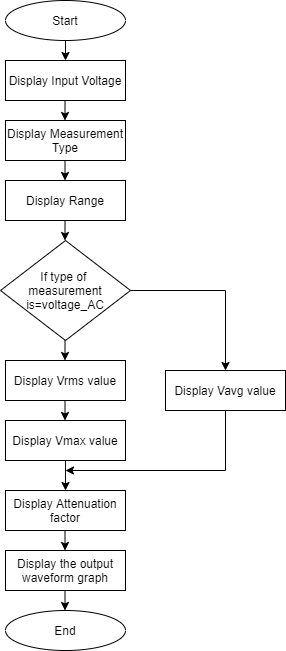 Start
Display Input Voltage
Display Measurement
Type
Display Range
If type of
measurement
is=voltage_AC
Display Vrms value
Display Vavg value
Display Vmax value
Display Attenuation
factor
Display the output
waveform graph
End